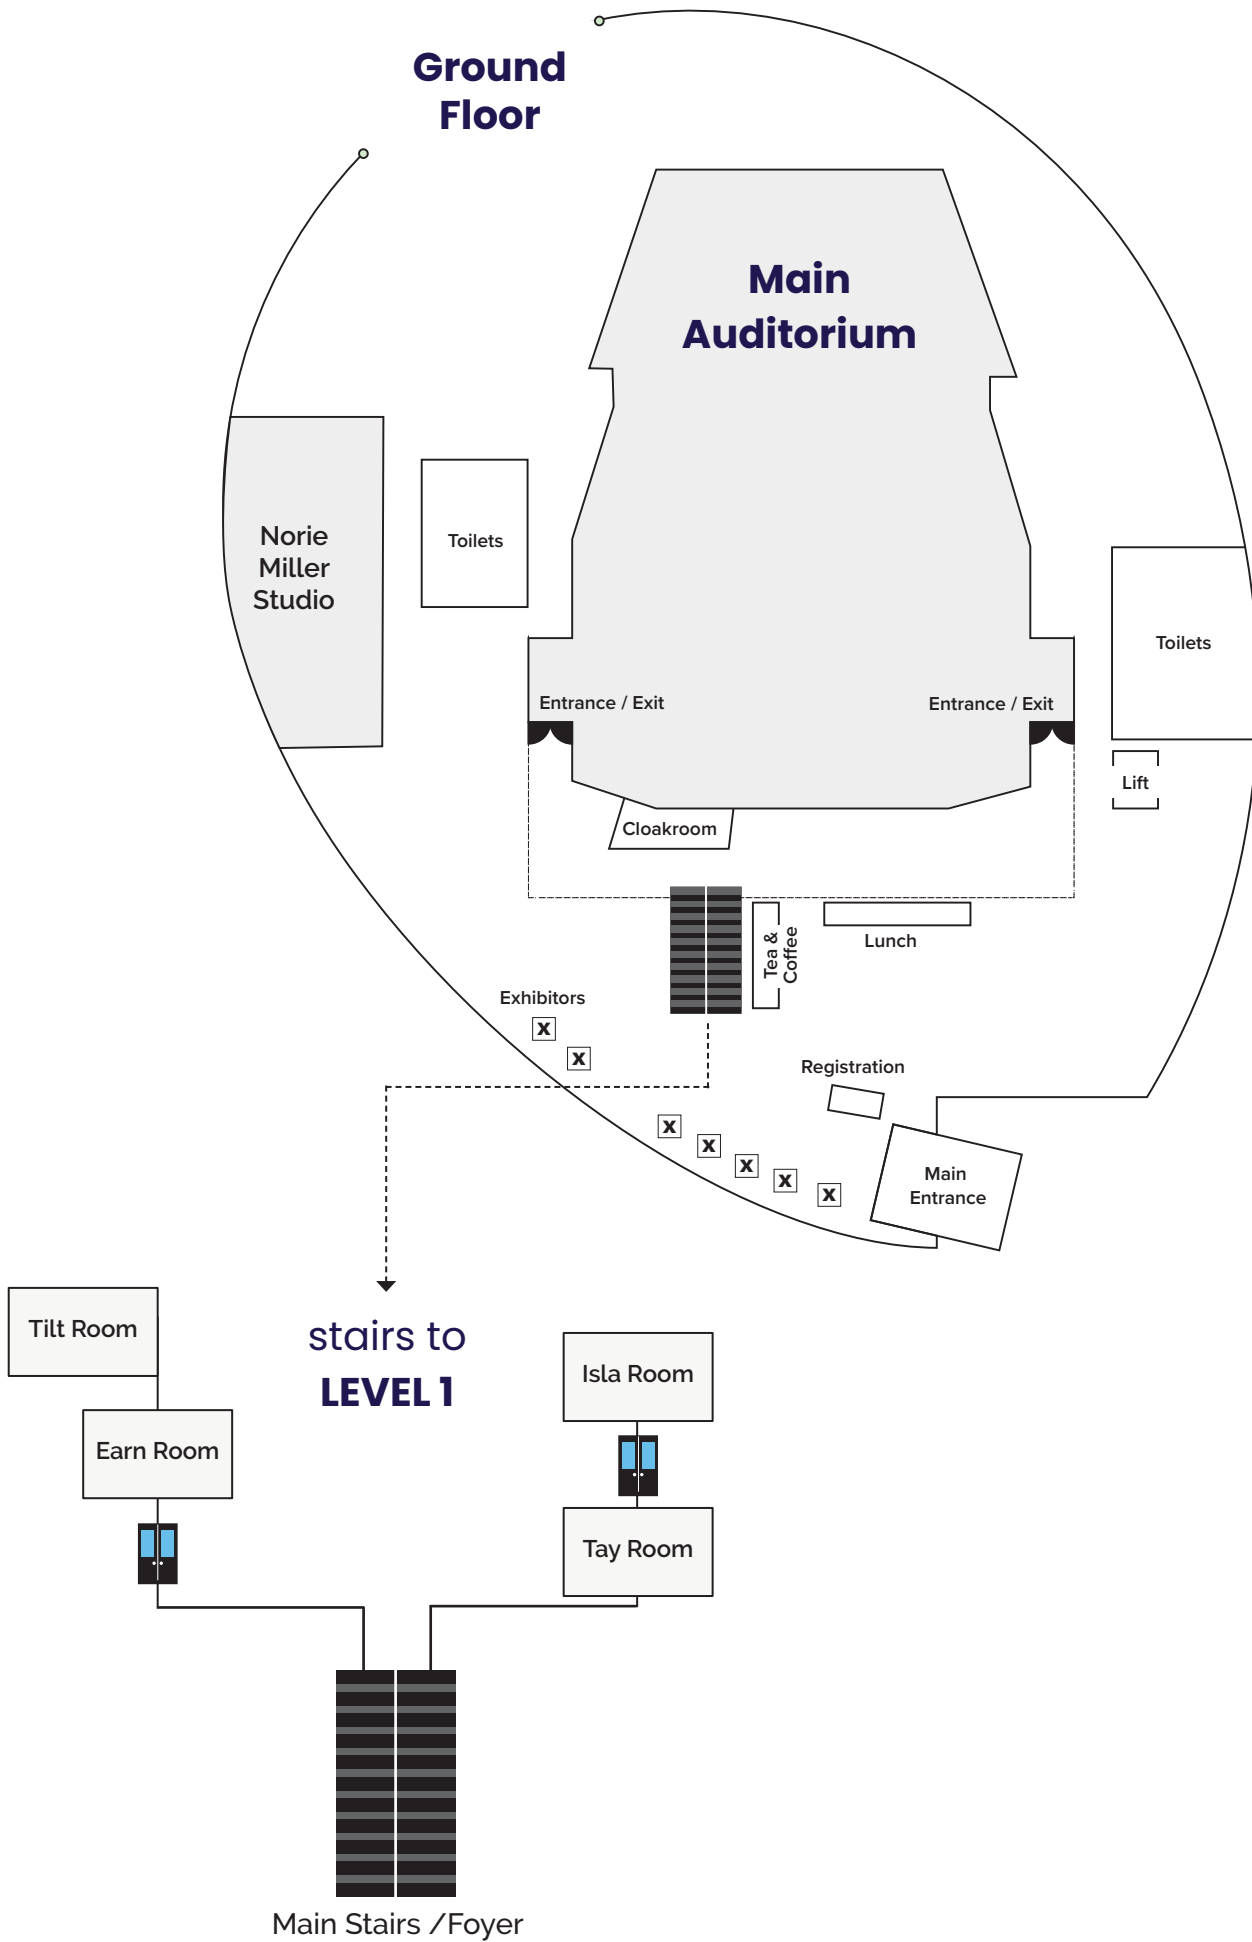 Ground
Floor
Main
Auditorium
Norie
Miller
Studio
Toilets
Toilets
Entrance / Exit
Entrance / Exit
Lift
Cloakroom
Tea &
Coffee
Lunch
Exhibitors
X
X
Registration
X
X
X
X
X
Main
Entrance
stairs to
LEVEL 1
Tilt Room
Isla Room
Earn Room
Tay Room
Main Stairs /Foyer